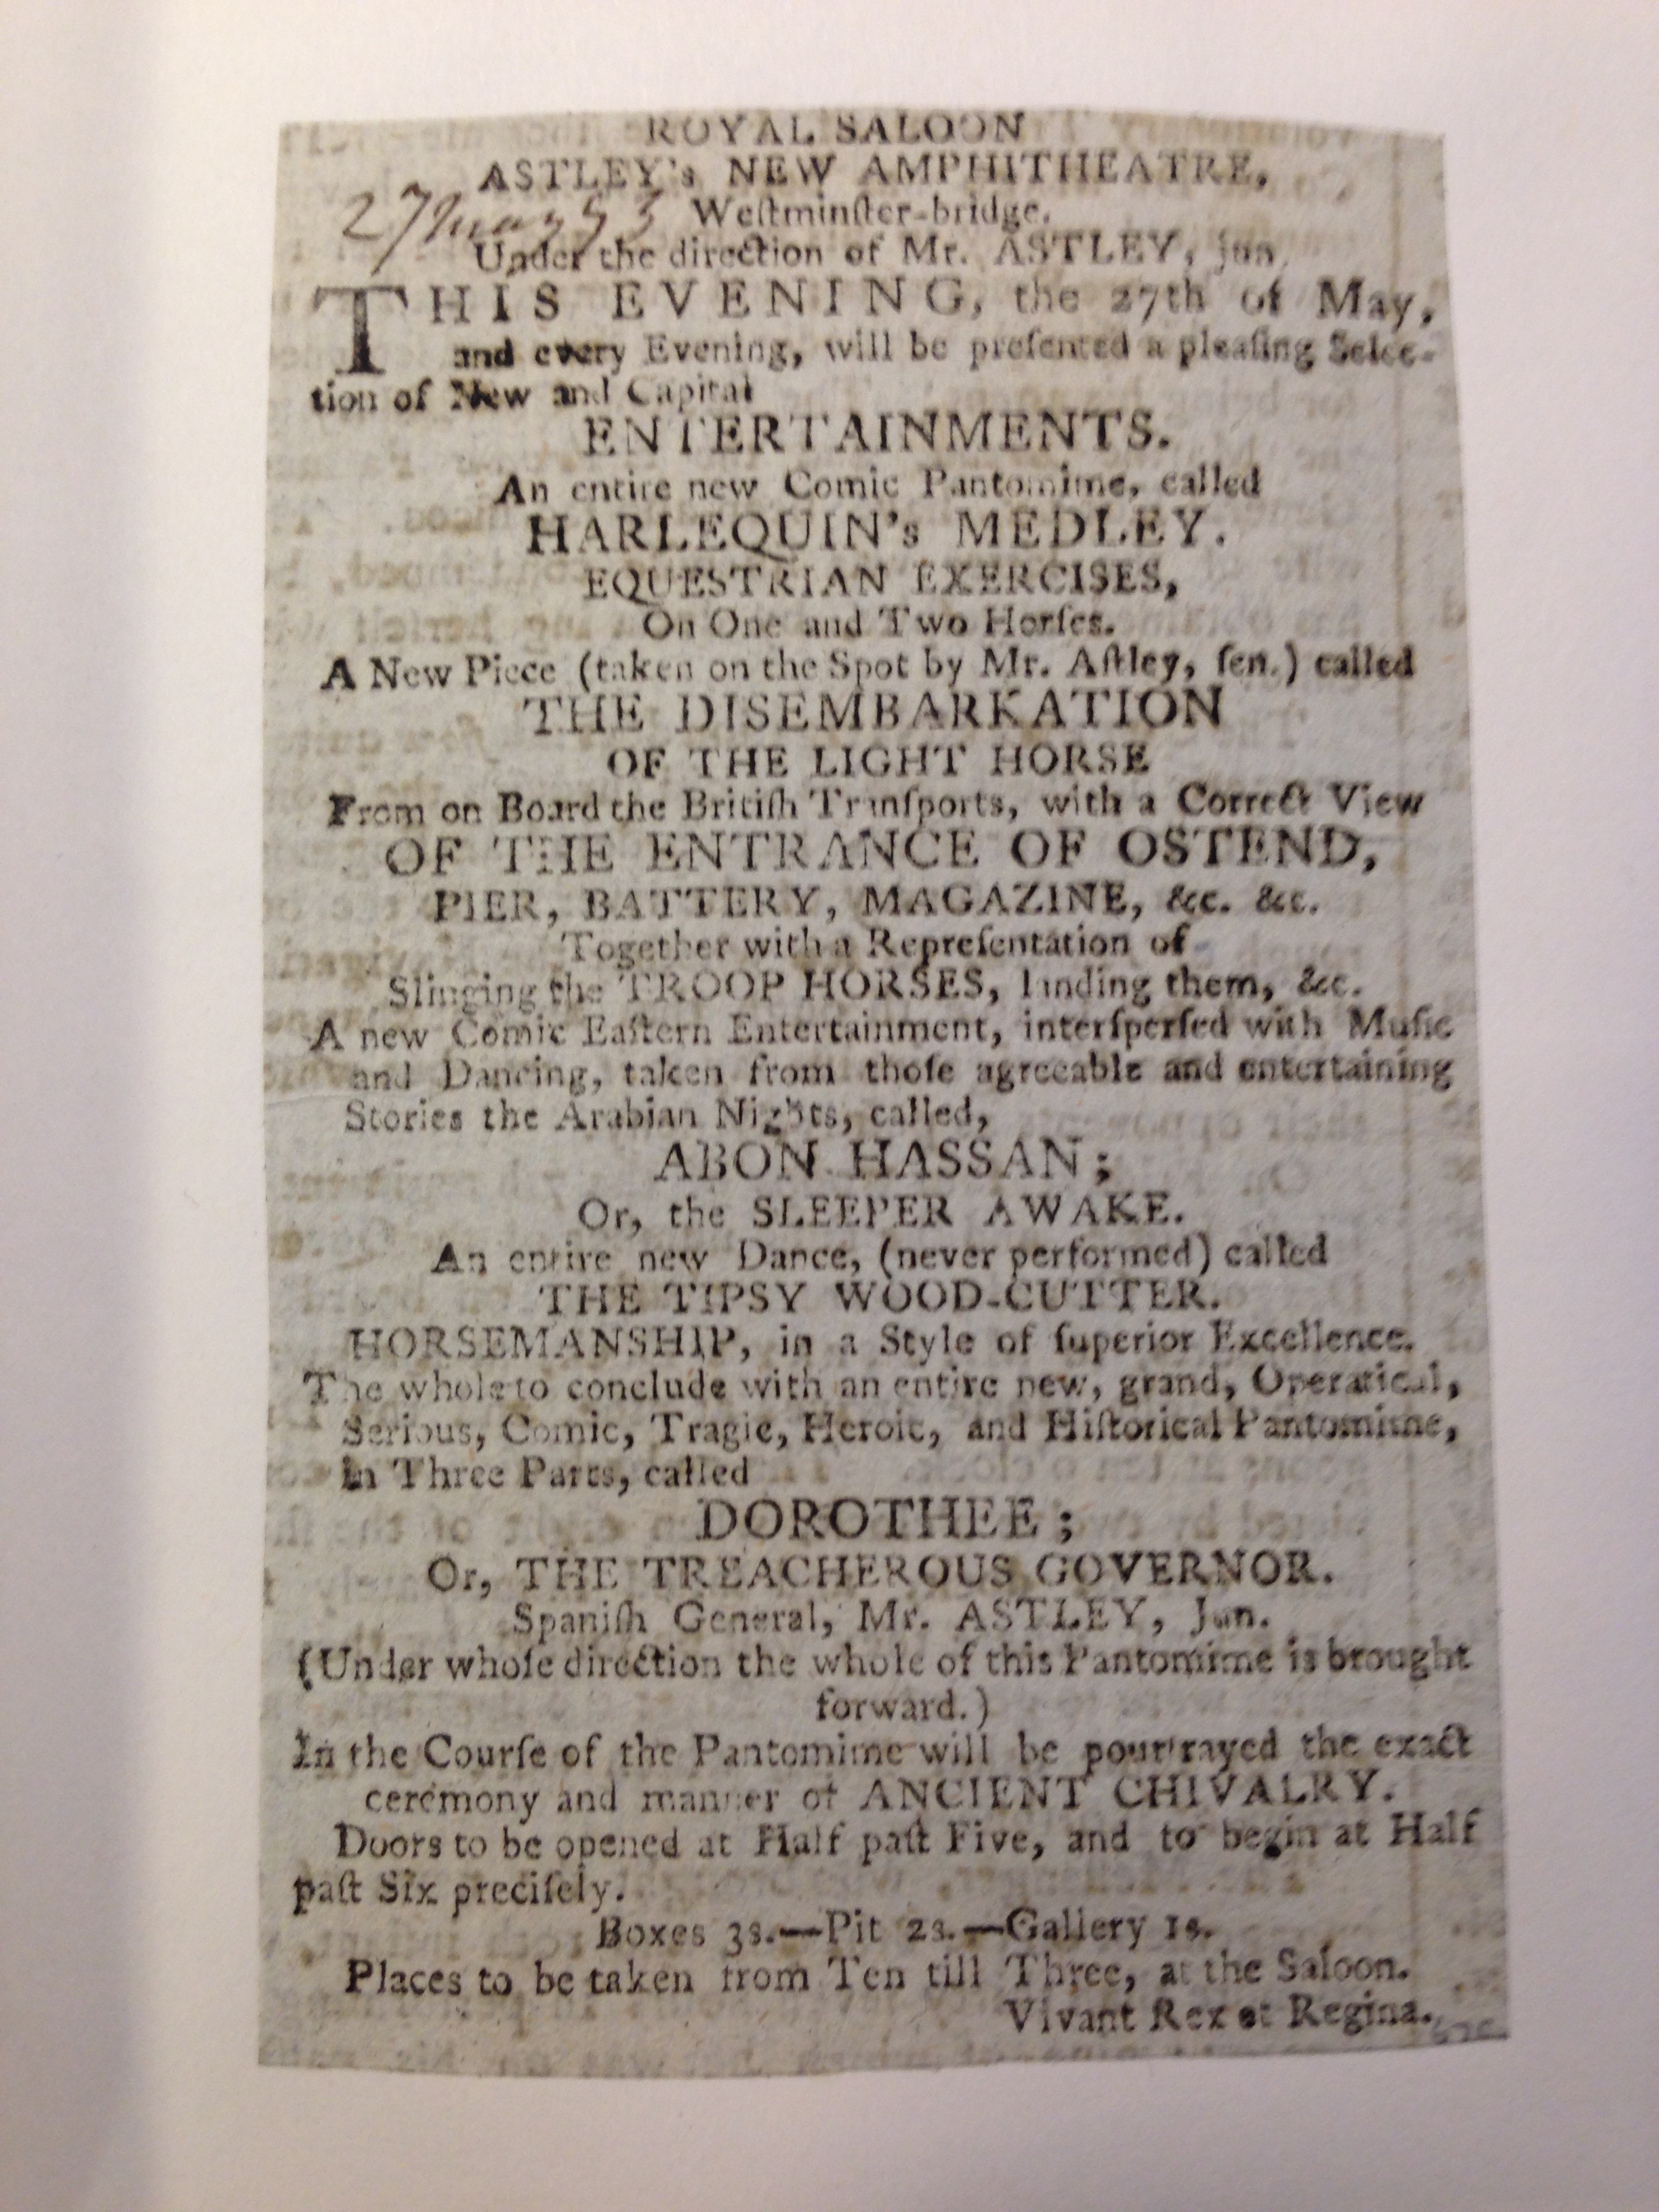 ROYAL SALOON
ASTLEY's NEW AMPHITHEATRE,
27 May 93 Weſtminſter-bridge.
Under the direction of Mr. ASTLEY, jun.
THIS EVENING, the 27th of May,
and every Evening, will be preſented a pleaſing Selec-
tion of New and Capital
ENTERTAINMENTS.
An entire new Comic Pantomime, called
HARLEQUIN's MEDLEY.
EQUESTRIAN EXERCISES,
On One and Two Horſes.
A New Piece (taken on the Spot by Mr. Aſtley, ſen.) called
THE DISEMBARKATION
OF THE LIGHT HORSE
From on Board the Britiſh Tranſports, with a Correct View
OF THE ENTRANCE OF OSTEND,
PIER, BATTERY, MAGAZINE, &c. &c.
Together with a Repreſentation of
Slinging the TROOP HORSES, landing them, &c.
A new Comic Eaſtern Entertainment, interſperſed with Muſic
and Dancing, taken from thoſe agreeable and entertaining
Stories the Arabian Nights, called,
ABON HASSAN;
Or, the SLEEPER AWAKE.
An entire new Dance, (never performed) called
THE TIPSY WOOD-CUTTER.
HORSEMANSHIP, in a Style of ſuperior Excellence.
The whole to conclude with an entire new, grand, Operatical,
Serious, Comic, Tragic, Heroic, and Hiſtorical Pantomime,
in Three Parts, called
DOROTHEE;
Or, THE TREACHEROUS GOVERNOR.
Spaniſh General, Mr. ASTLEY, Jun.
(Under whoſe direction the whole of this Pantomime is brought
forward.)
In the Courſe of the Pantomime will be pourtrayed the exact
ceremony and manner of ANCIENT CHIVALRY.
Doors to be opened at Half paſt Five, and to begin at Half
paſt Six preciſely.
Boxes 3s.—Pit 2s.—Gallery 1s.
Places to be taken from Ten till Three, at the Saloon.
Vivant Rex et Regina.